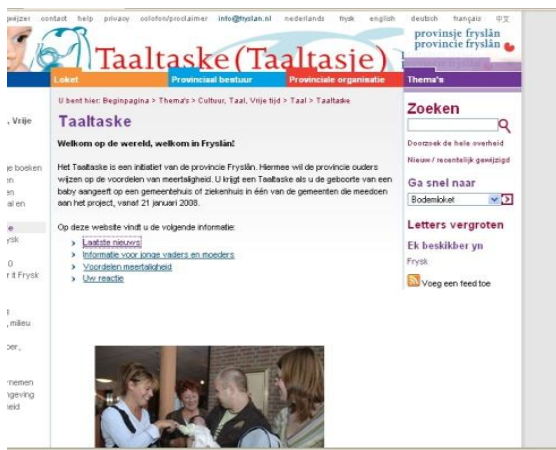 contact help privacy colofon/proclaimer info@fryslan.nl nederlands frysk english deutsch français 中文
provinsje fryslân
provincie fryslân
Taaltaske (Taaltasje)
Loket Provinciaal bestuur Provinciale organisatie Thema's
U bent hier: Beginpagina > Thema's > Cultuur, Taal, Vrije tijd > Taal > Taaltaske
Taaltaske
Welkom op de wereld, welkom in Fryslân!
Het Taaltaske is een initiatief van de provincie Fryslân. Hiermee wil de provincie ouders
wijzen op de voordelen van meertaligheid. U krijgt een Taaltaske als u de geboorte van een
baby aangeeft op een gemeentehuis of ziekenhuis in één van de gemeenten die meedoen
aan het project, vanaf 21 januari 2008.
Op deze website vindt u de volgende informatie:
Laatste nieuws
Informatie voor jonge vaders en moeders
Voordelen meertaligheid
Uw reactie
Zoeken
Doorzoek de hele overheid
Nieuw / recentelijk gewijzigd
Ga snel naar
Bodemloket
Letters vergroten
Ek beskikber yn
Frysk
Voeg een feed toe
, Vrije
boeken
it Frysk
, milieu